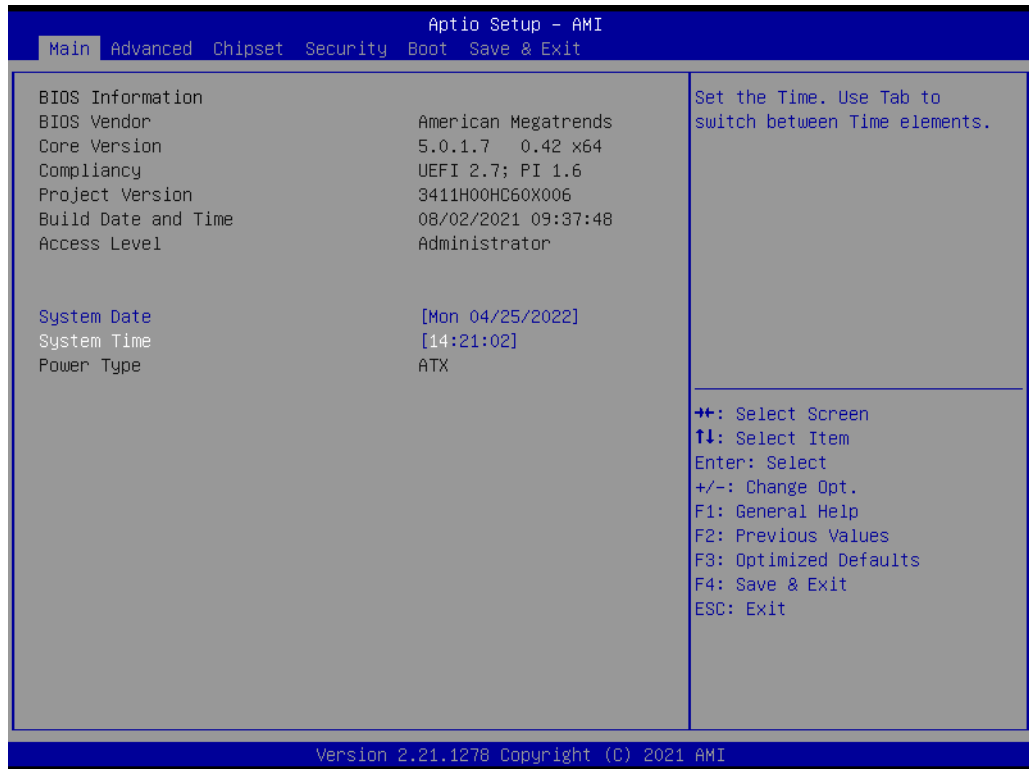 Aptio Setup – AMI
Main Advanced Chipset Security Boot Save & Exit
BIOS Information
BIOS Vendor American Megatrends
Core Version 5.0.1.7 0.42 x64
Compliancy UEFI 2.7; PI 1.6
Project Version 3411H00HC60X006
Build Date and Time 08/02/2021 09:37:48
Access Level Administrator
System Date [Mon 04/25/2022]
System Time [14:21:02]
Power Type ATX
Set the Time. Use Tab to
switch between Time elements.
→←: Select Screen
↑↓: Select Item
Enter: Select
+/-: Change Opt.
F1: General Help
F2: Previous Values
F3: Optimized Defaults
F4: Save & Exit
ESC: Exit
Version 2.21.1278 Copyright (C) 2021 AMI